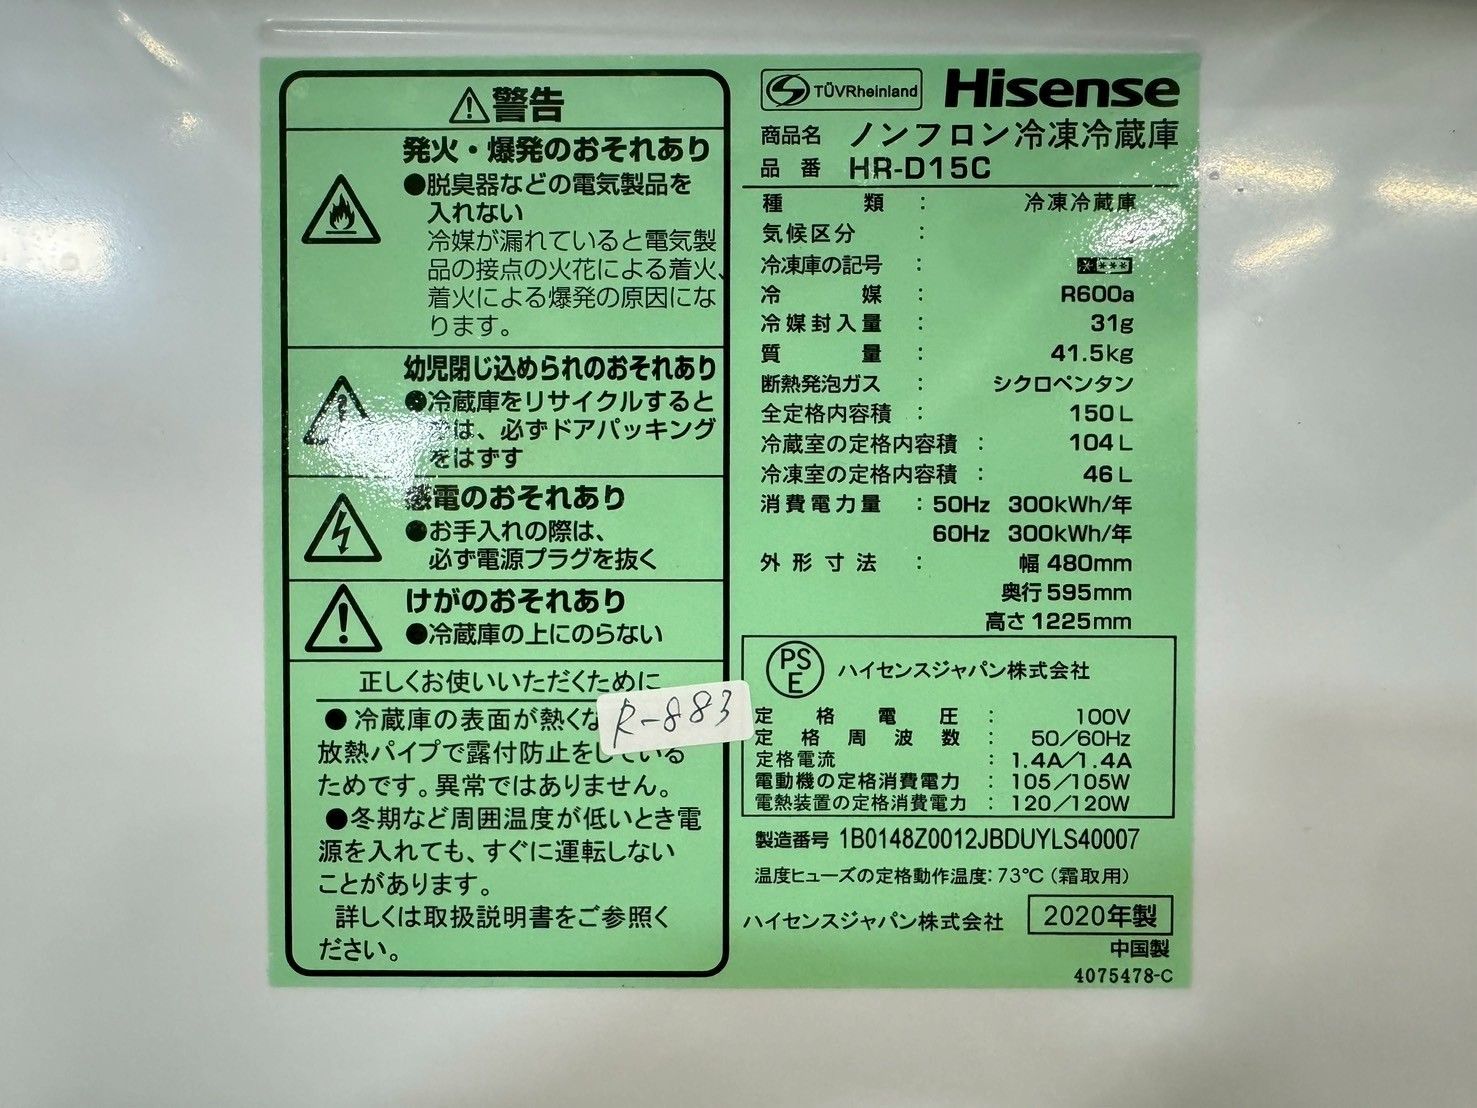 ⚠警告
発火・爆発のおそれあり
●脱臭器などの電気製品を
入れない
冷媒が漏れていると電気製
品の接点の火花による着火、
着火による爆発の原因にな
ります。
幼児閉じ込められのおそれあり
●冷蔵庫をリサイクルすると
は、必ずドアパッキング
をはずす
感電のおそれあり
●お手入れの際は、
必ず電源プラグを抜く
けがのおそれあり
●冷蔵庫の上にのらない
正しくお使いいただくために
●冷蔵庫の表面が熱くな
放熱パイプで露付防止をしている
ためです。異常ではありません。
●冬期など周囲温度が低いとき電
源を入れても、すぐに運転しない
ことがあります。
詳しくは取扱説明書をご参照く
ださい。
R-883
TÜVRheinland Hisense
商品名 ノンフロン冷凍冷蔵庫
品番 HR-D15C
種類 : 冷凍冷蔵庫
気候区分 :
冷凍庫の記号 : ****
冷媒 : R600a
冷媒封入量 : 31g
質量 : 41.5kg
断熱発泡ガス : シクロペンタン
全定格内容積 : 150L
冷蔵室の定格内容積 : 104L
冷凍室の定格内容積 : 46L
消費電力量 : 50Hz 300kWh/年
60Hz 300kWh/年
外形寸法 : 幅 480mm
奥行 595mm
高さ 1225mm
PSE ハイセンスジャパン株式会社
定格電圧 : 100V
定格周波数 : 50/60Hz
定格電流 : 1.4A/1.4A
電動機の定格消費電力 : 105/105W
電熱装置の定格消費電力 : 120/120W
製造番号 1B0148Z0012JBDUYLS40007
温度ヒューズの定格動作温度:73℃(霜取用)
ハイセンスジャパン株式会社 2020年製
中国製
4075478-C